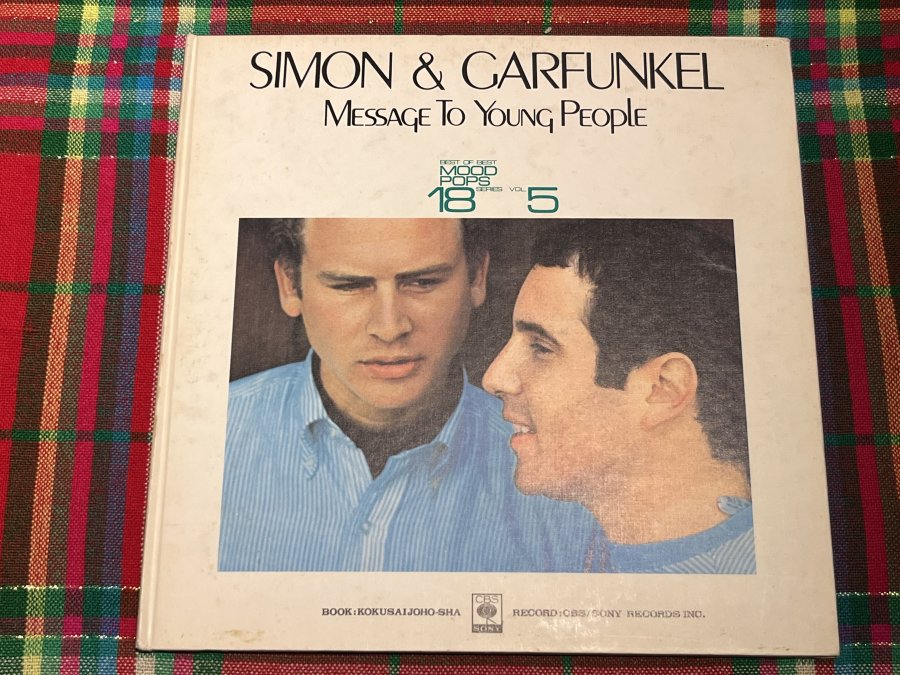 SIMON & GARFUNKEL
MESSAGE TO YOUNG PEOPLE
BEST OF BEST
MOOD
POPS
18 SERIES VOL. 5
BOOK:KOKUSAIJOHO-SHA
CBS
SONY
RECORD:CBS/SONY RECORDS INC.